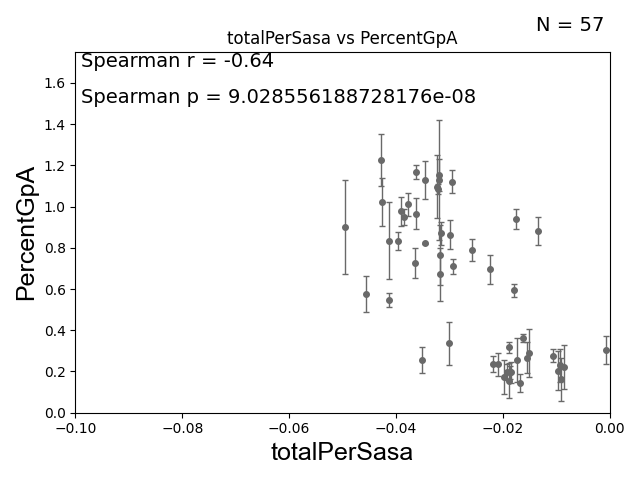 N = 57
totalPerSasa vs PercentGpA
Spearman r = -0.64
Spearman p = 9.028556188728176e-08
1.6
1.4
1.2
1.0
0.8
0.6
0.4
0.2
0.0
PercentGpA
−0.10 −0.08 −0.06 −0.04 −0.02 0.00
totalPerSasa